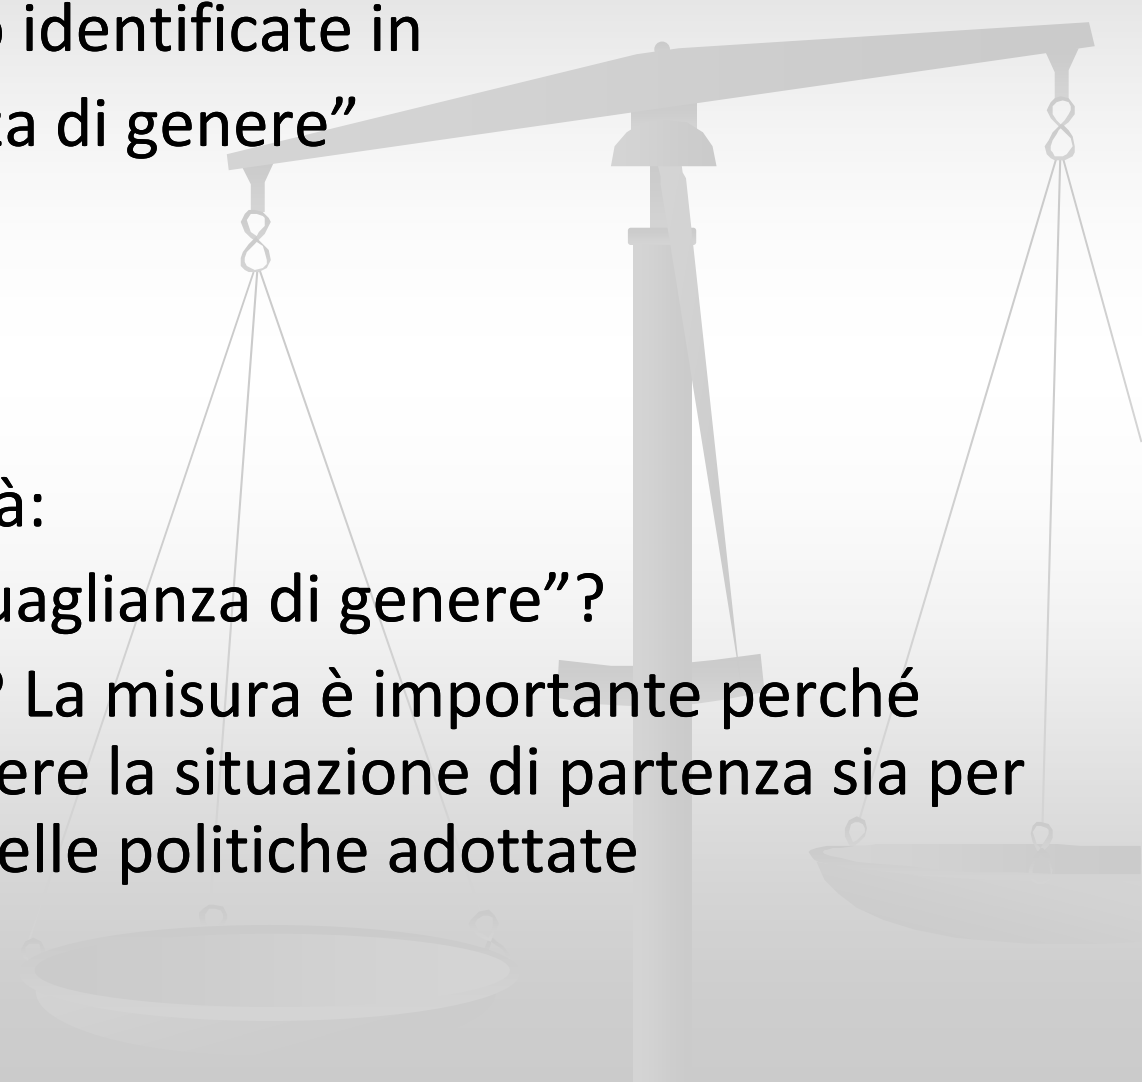 identificate in
di genere”
à:
uaglianza di genere”?
? La misura è importante perché
ere la situazione di partenza sia per
elle politiche adottate